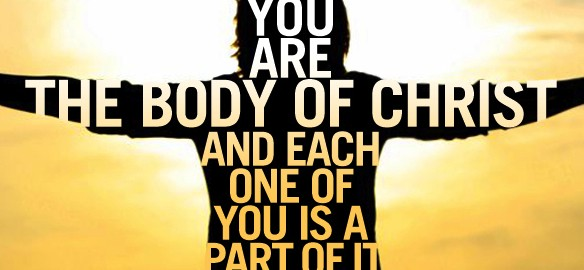 YOU
ARE
THE BODY OF CHRIST
AND EACH
ONE OF
YOU IS A
PART OF IT